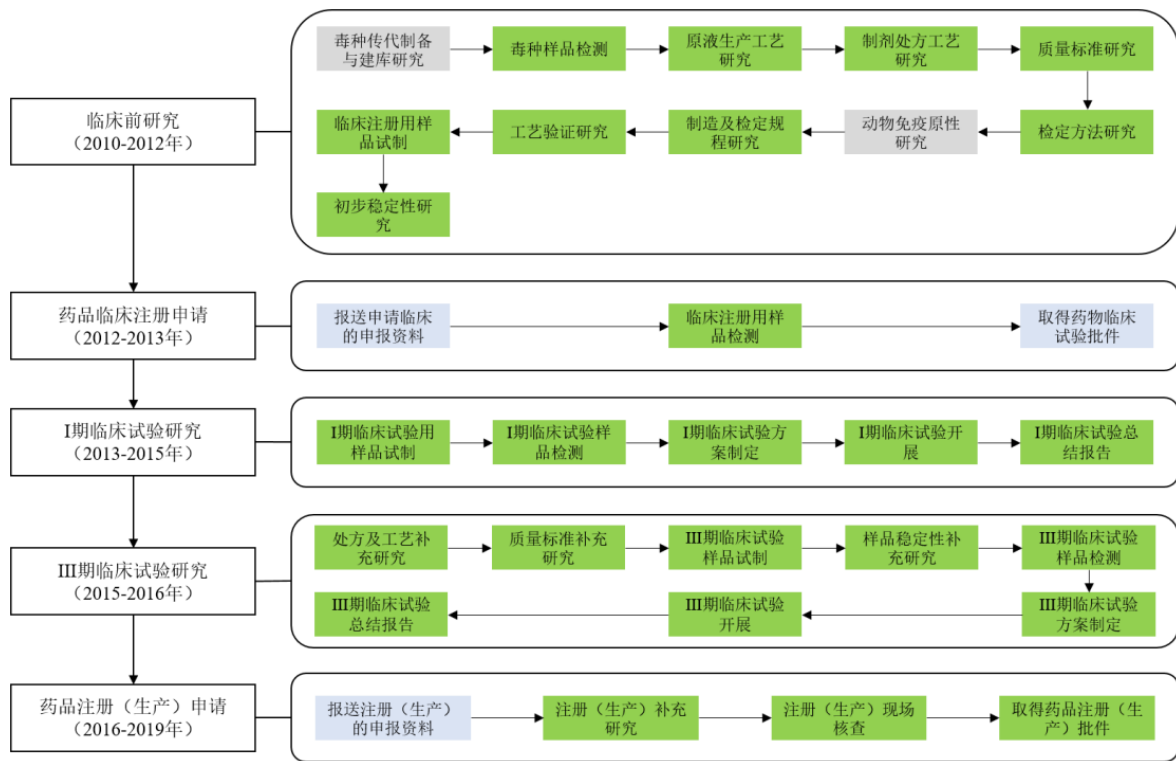 临床前研究
（2010-2012年）
毒种传代制备
与建库研究
毒种样品检测
原液生产工艺
研究
制剂处方工艺
研究
质量标准研究
检定方法研究
动物免疫原性
研究
制造及检定规
程研究
工艺验证研究
临床注册用样
品试制
初步稳定性研
究
药品临床注册申请
（2012-2013年）
报送申请临床
的申报资料
临床注册用样
品检测
取得药物临床
试验批件
I期临床试验研究
（2013-2015年）
I期临床试验用
样品试制
I期临床试验样
品检测
I期临床试验方
案制定
I期临床试验开
展
I期临床试验总
结报告
III期临床试验研究
（2015-2016年）
处方及工艺补
充研究
质量标准补充
研究
III期临床试验
样品试制
样品稳定性补
充研究
III期临床试验
样品检测
III期临床试验
方案制定
III期临床试验
开展
III期临床试验
总结报告
药品注册（生产）申请
（2016-2019年）
报送注册（生产）
的申报资料
注册（生产）补充
研究
注册（生产）现场
核查
取得药品注册（生
产）批件